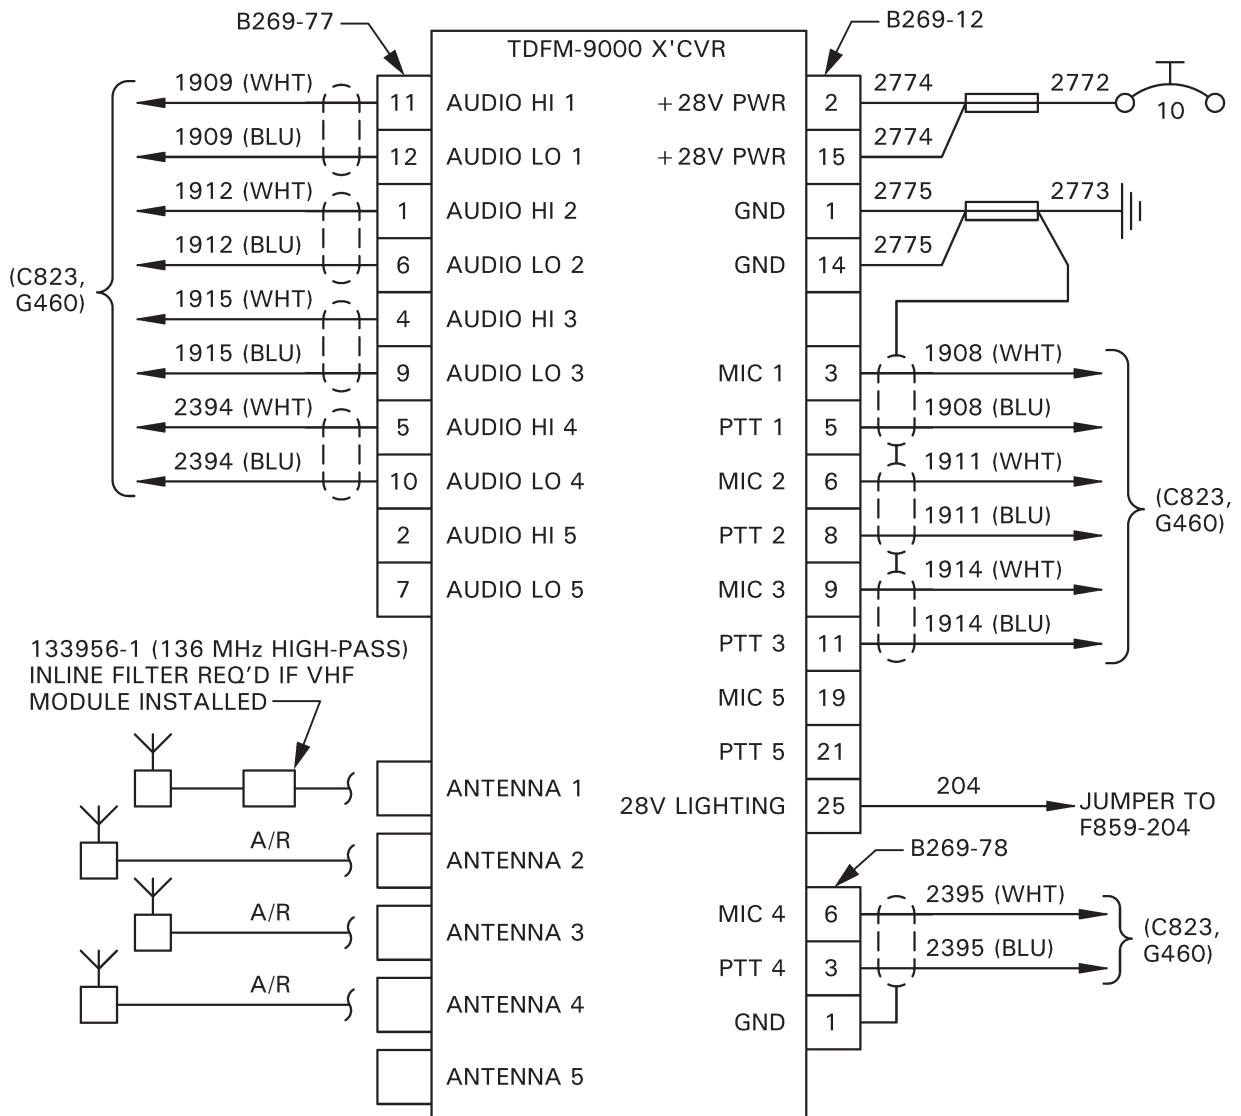 B269-77
B269-12
TDFM-9000 X'CVR
1909 (WHT)
11
AUDIO HI 1
+28V PWR
2
2774
2772
10
1909 (BLU)
12
AUDIO LO 1
+28V PWR
15
2774
1912 (WHT)
1
AUDIO HI 2
GND
1
2775
2773
1912 (BLU)
6
AUDIO LO 2
GND
14
2775
(C823,
G460)
1915 (WHT)
4
AUDIO HI 3
1915 (BLU)
9
AUDIO LO 3
MIC 1
3
1908 (WHT)
2394 (WHT)
5
AUDIO HI 4
PTT 1
5
1908 (BLU)
2394 (BLU)
10
AUDIO LO 4
MIC 2
6
1911 (WHT)
(C823,
G460)
2
AUDIO HI 5
PTT 2
8
1911 (BLU)
7
AUDIO LO 5
MIC 3
9
1914 (WHT)
PTT 3
11
1914 (BLU)
133956-1 (136 MHz HIGH-PASS)
INLINE FILTER REQ'D IF VHF
MODULE INSTALLED
MIC 5
19
PTT 5
21
ANTENNA 1
28V LIGHTING
25
204
JUMPER TO
F859-204
A/R
ANTENNA 2
B269-78
A/R
ANTENNA 3
MIC 4
6
2395 (WHT)
(C823,
G460)
PTT 4
3
2395 (BLU)
A/R
ANTENNA 4
GND
1
ANTENNA 5